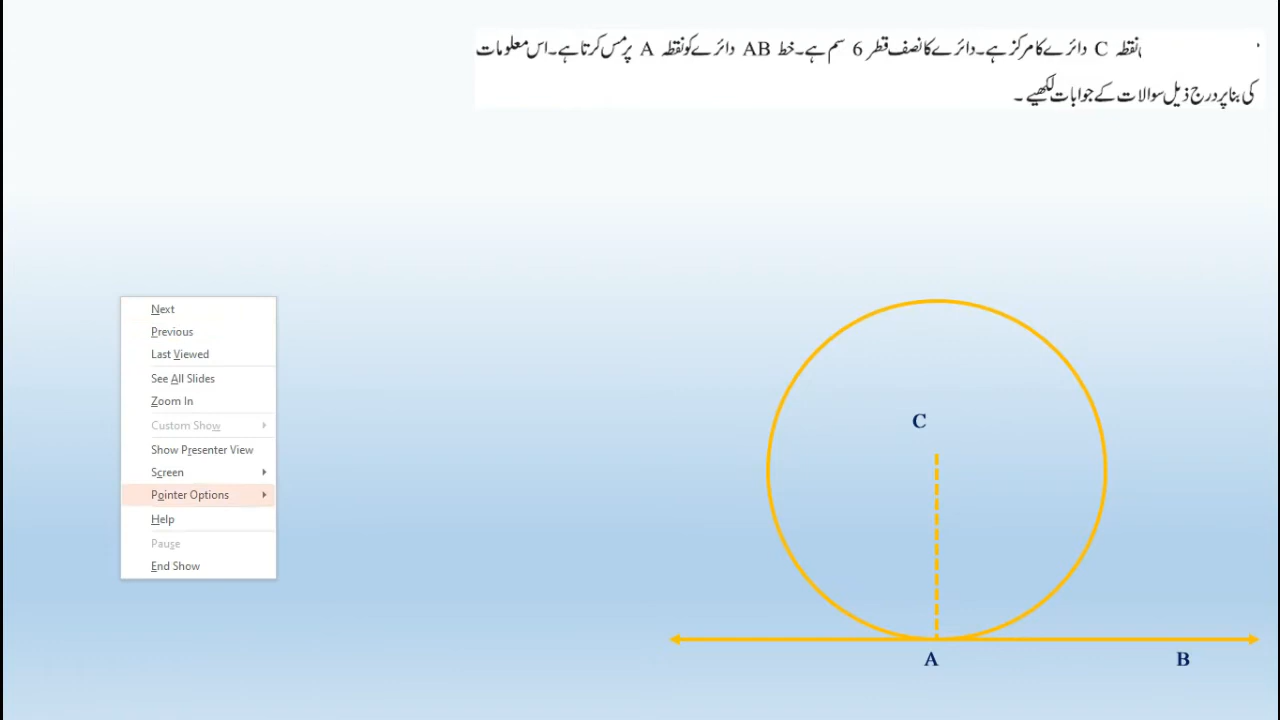 نقطہ C دائرے کا مرکز ہے۔ دائرے کا نصف قطر 6 سم ہے۔ خط AB دائرے کو نقطہ A پر مس کرتا ہے۔ اس معلومات
کی بنا پر درج ذیل سوالات کے جوابات لکھیے ۔
Next
Previous
Last Viewed
See All Slides
Zoom In
Custom Show
Show Presenter View
Screen
Pointer Options
Help
Pause
End Show
C
A
B